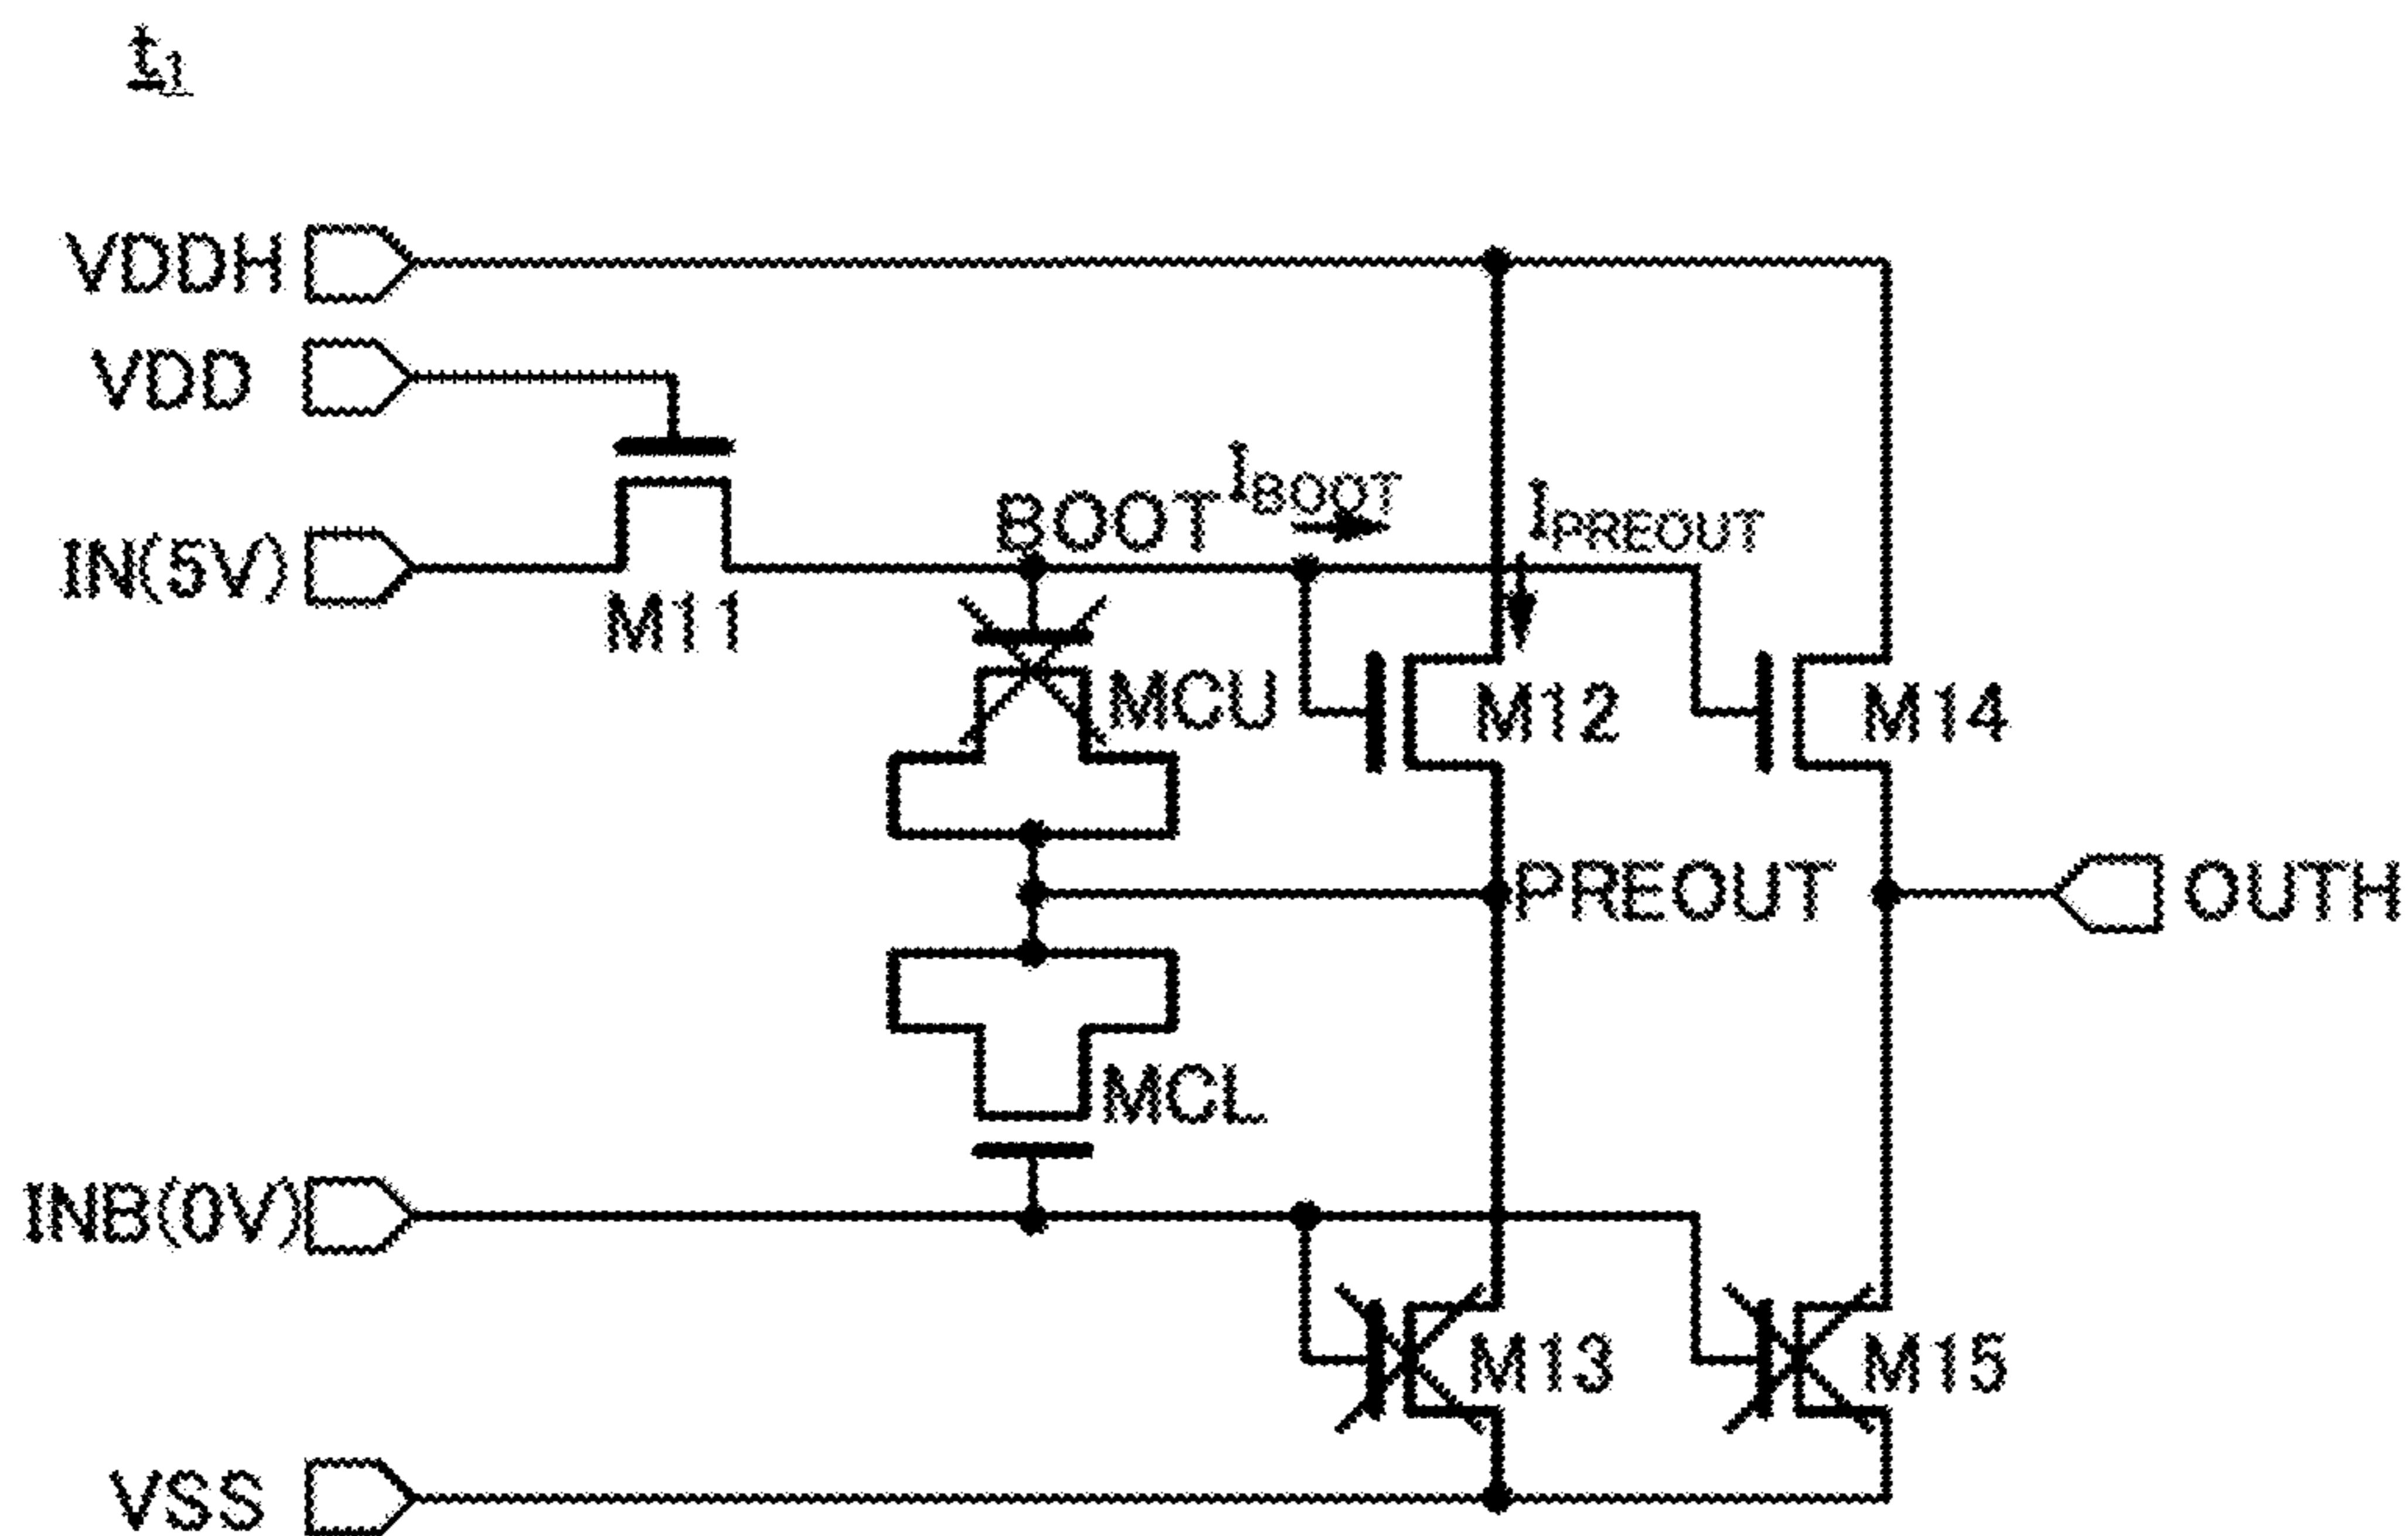 t1
VDDH
VDD
IN(5V)
M11
BOOT
IBOOT
IPREOUT
MCU
M12
M14
PREOUT
OUTH
MCL
INB(0V)
M13
M15
VSS